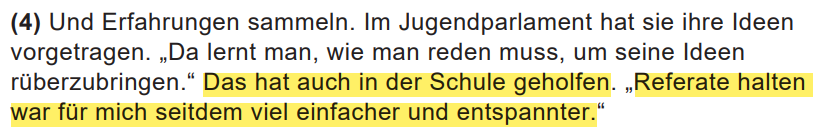 (4) Und Erfahrungen sammeln. Im Jugendparlament hat sie ihre Ideen
vorgetragen. „Da lernt man, wie man reden muss, um seine Ideen
rüberzubringen.“ Das hat auch in der Schule geholfen. „Referate halten
war für mich seitdem viel einfacher und entspannter.“